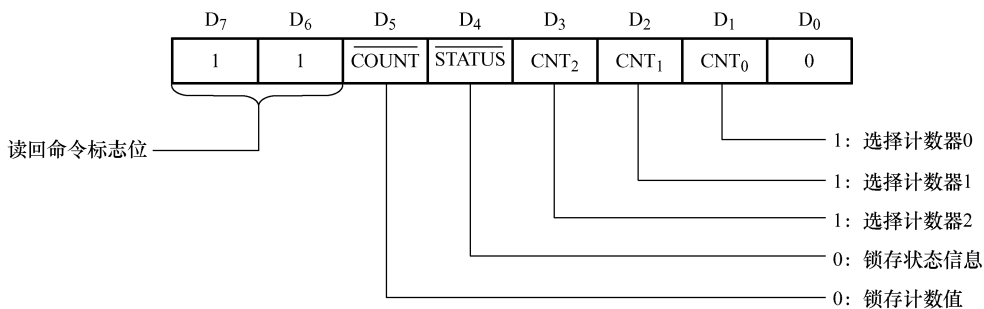 D₇ D₆ D₅ D₄ D₃ D₂ D₁ D₀
1 1 COUNT STATUS CNT₂ CNT₁ CNT₀ 0
读回命令标志位
1：选择计数器0
1：选择计数器1
1：选择计数器2
0：锁存状态信息
0：锁存计数值